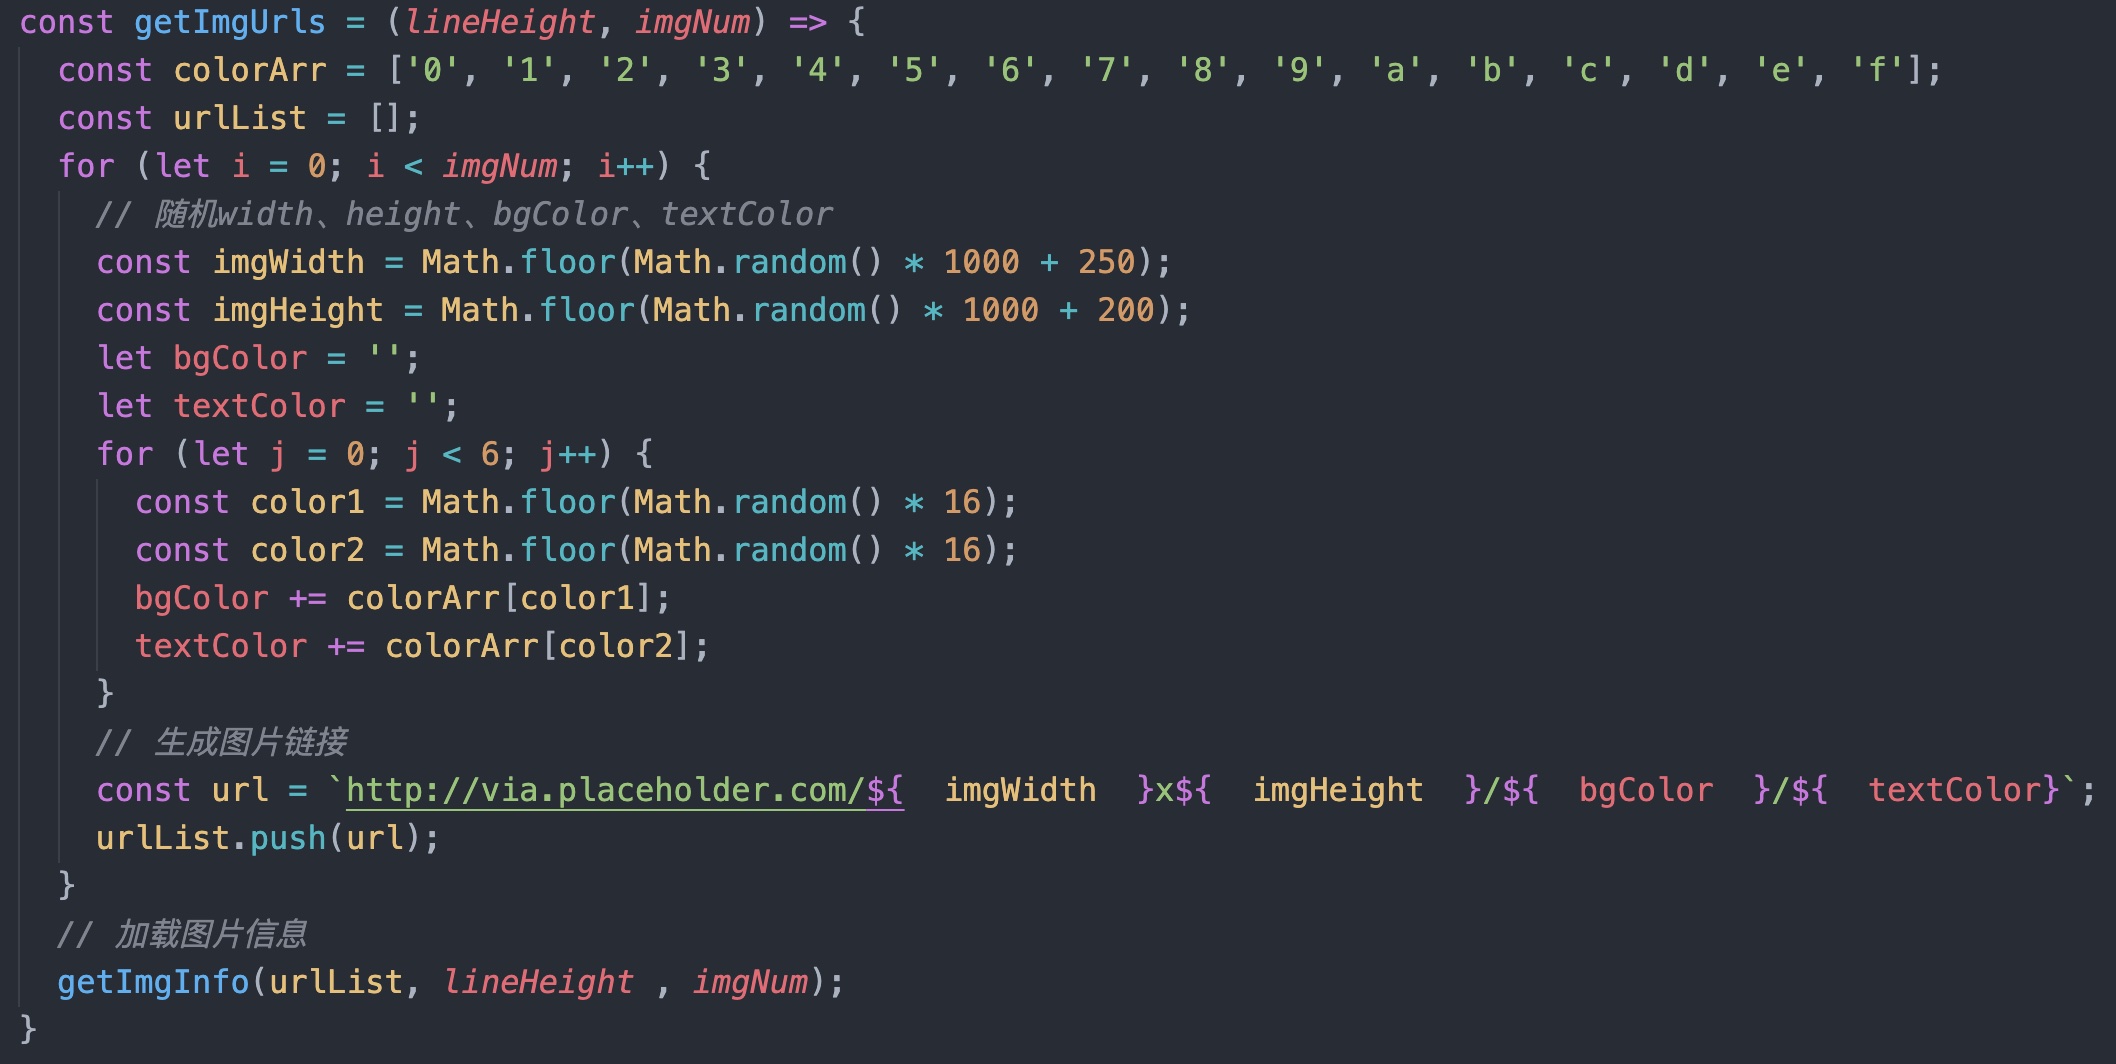 const getImgUrls = (lineHeight, imgNum) => {
  const colorArr = ['0', '1', '2', '3', '4', '5', '6', '7', '8', '9', 'a', 'b', 'c', 'd', 'e', 'f'];
  const urlList = [];
  for (let i = 0; i < imgNum; i++) {
    // 随机width、height、bgColor、textColor
    const imgWidth = Math.floor(Math.random() * 1000 + 250);
    const imgHeight = Math.floor(Math.random() * 1000 + 200);
    let bgColor = '';
    let textColor = '';
    for (let j = 0; j < 6; j++) {
      const color1 = Math.floor(Math.random() * 16);
      const color2 = Math.floor(Math.random() * 16);
      bgColor += colorArr[color1];
      textColor += colorArr[color2];
    }
    // 生成图片链接
    const url = `http://via.placeholder.com/${  imgWidth  }x${  imgHeight  }/${  bgColor  }/${  textColor}`;
    urlList.push(url);
  }
  // 加载图片信息
  getImgInfo(urlList, lineHeight , imgNum);
}